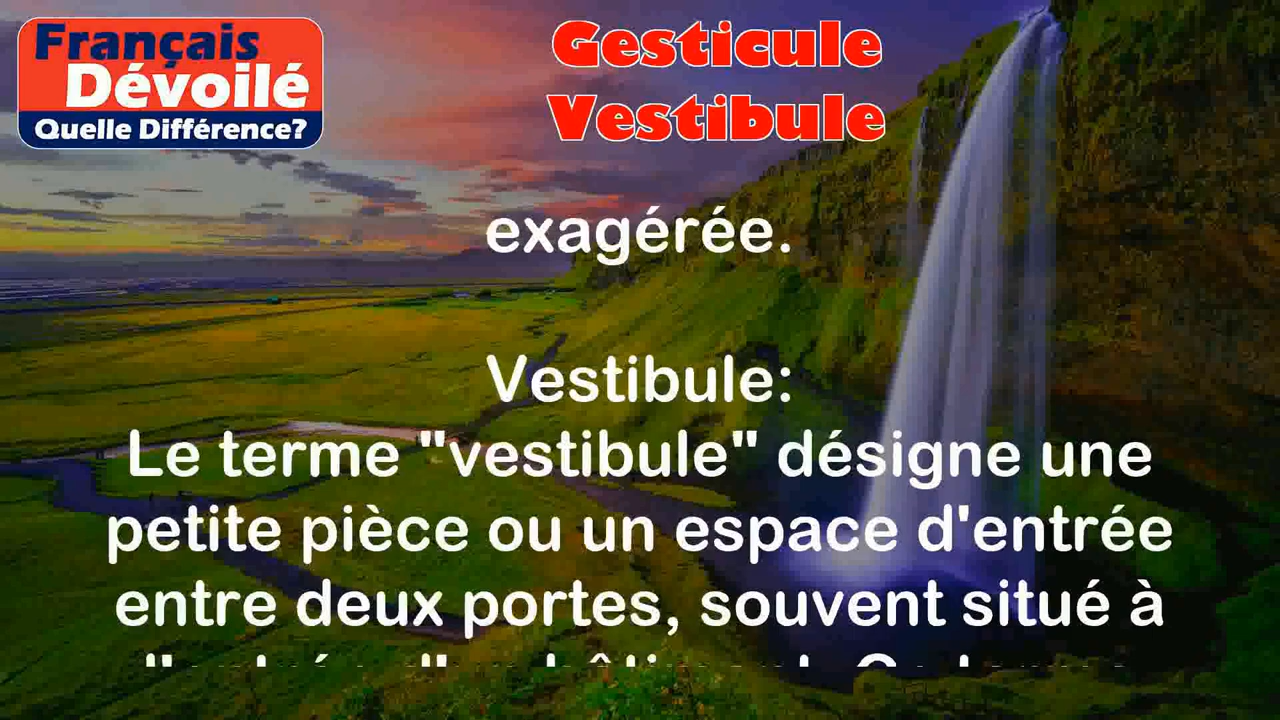 Français
Dévoilé
Quelle Différence?
Gesticule
Vestibule
exagérée.
Vestibule:
Le terme "vestibule" désigne une
petite pièce ou un espace d'entrée
entre deux portes, souvent situé à